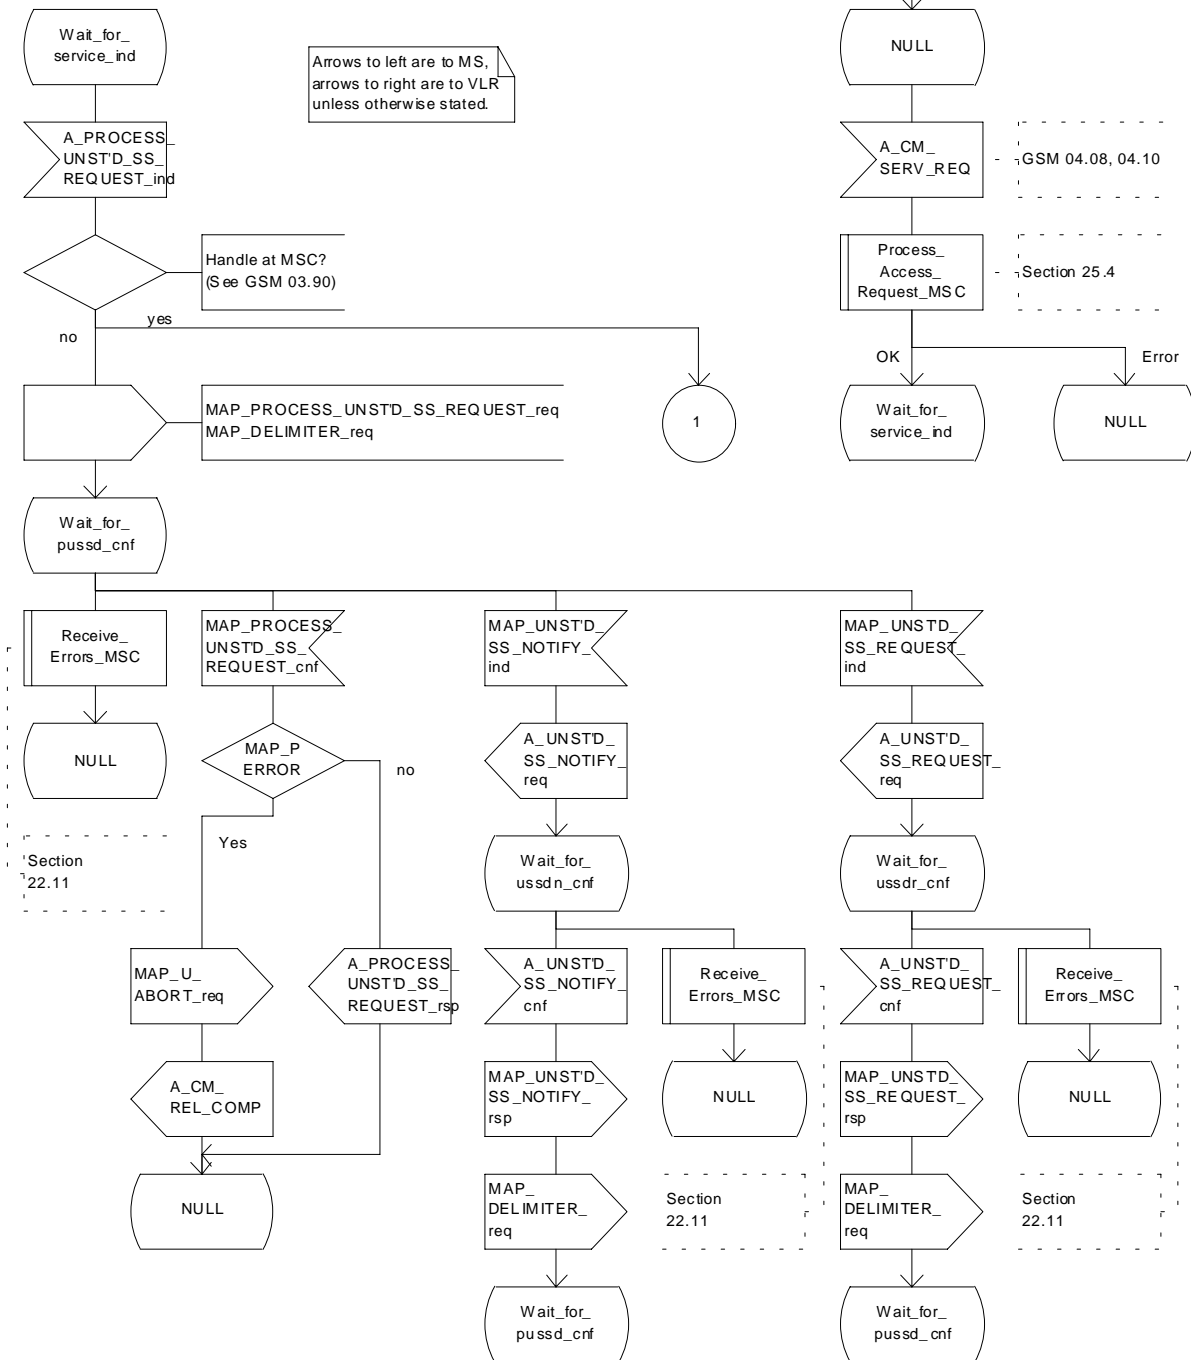 Wait_for_
service_ind
Arrows to left are to MS,
arrows to right are to VLR
unless otherwise stated.
NULL
A_PROCESS_
UNST'D_SS_
REQUEST_ind
A_CM_
SERV_REQ
GSM 04.08, 04.10
Handle at MSC?
(See GSM 03.90)
Process_
Access_
Request_MSC
Section 25.4
yes
no
OK
Error
MAP_PROCESS_UNST'D_SS_REQUEST_req
MAP_DELIMITER_req
1
Wait_for_
service_ind
NULL
Wait_for_
pussd_cnf
Receive_
Errors_MSC
MAP_PROCESS_
UNST'D_SS_
REQUEST_cnf
MAP_UNST'D_
SS_NOTIFY_
ind
MAP_UNST'D_
SS_REQUEST_
ind
NULL
MAP_P
ERROR
no
A_UNST'D_
SS_NOTIFY_
req
A_UNST'D_
SS_REQUEST_
req
Yes
Section
22.11
Wait_for_
ussdn_cnf
Wait_for_
ussdr_cnf
MAP_U_
ABORT_req
A_PROCESS_
UNST'D_SS_
REQUEST_rsp
A_UNST'D_
SS_NOTIFY_
cnf
Receive_
Errors_MSC
A_UNST'D_
SS_REQUEST_
cnf
Receive_
Errors_MSC
A_CM_
REL_COMP
MAP_UNST'D_
SS_NOTIFY_
rsp
NULL
MAP_UNST'D_
SS_REQUEST_
rsp
NULL
NULL
MAP_
DELIMITER_
req
Section
22.11
MAP_
DELIMITER_
req
Section
22.11
Wait_for_
pussd_cnf
Wait_for_
pussd_cnf